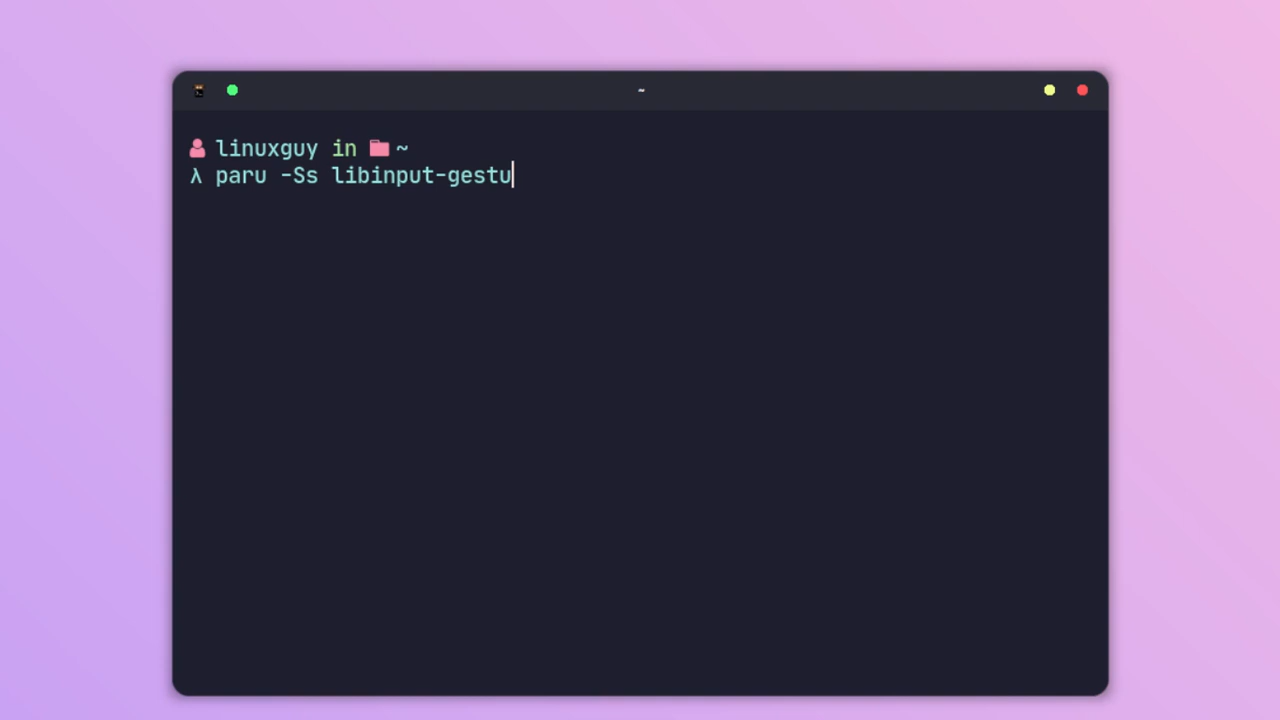 ~
linuxguy in ~
λ paru -Ss libinput-gestu